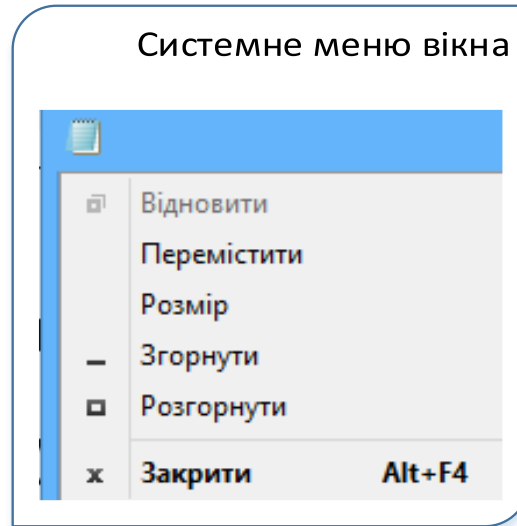 Системне меню вікна
Відновити
Перемістити
Розмір
Згорнути
Розгорнути
Закрити Alt+F4